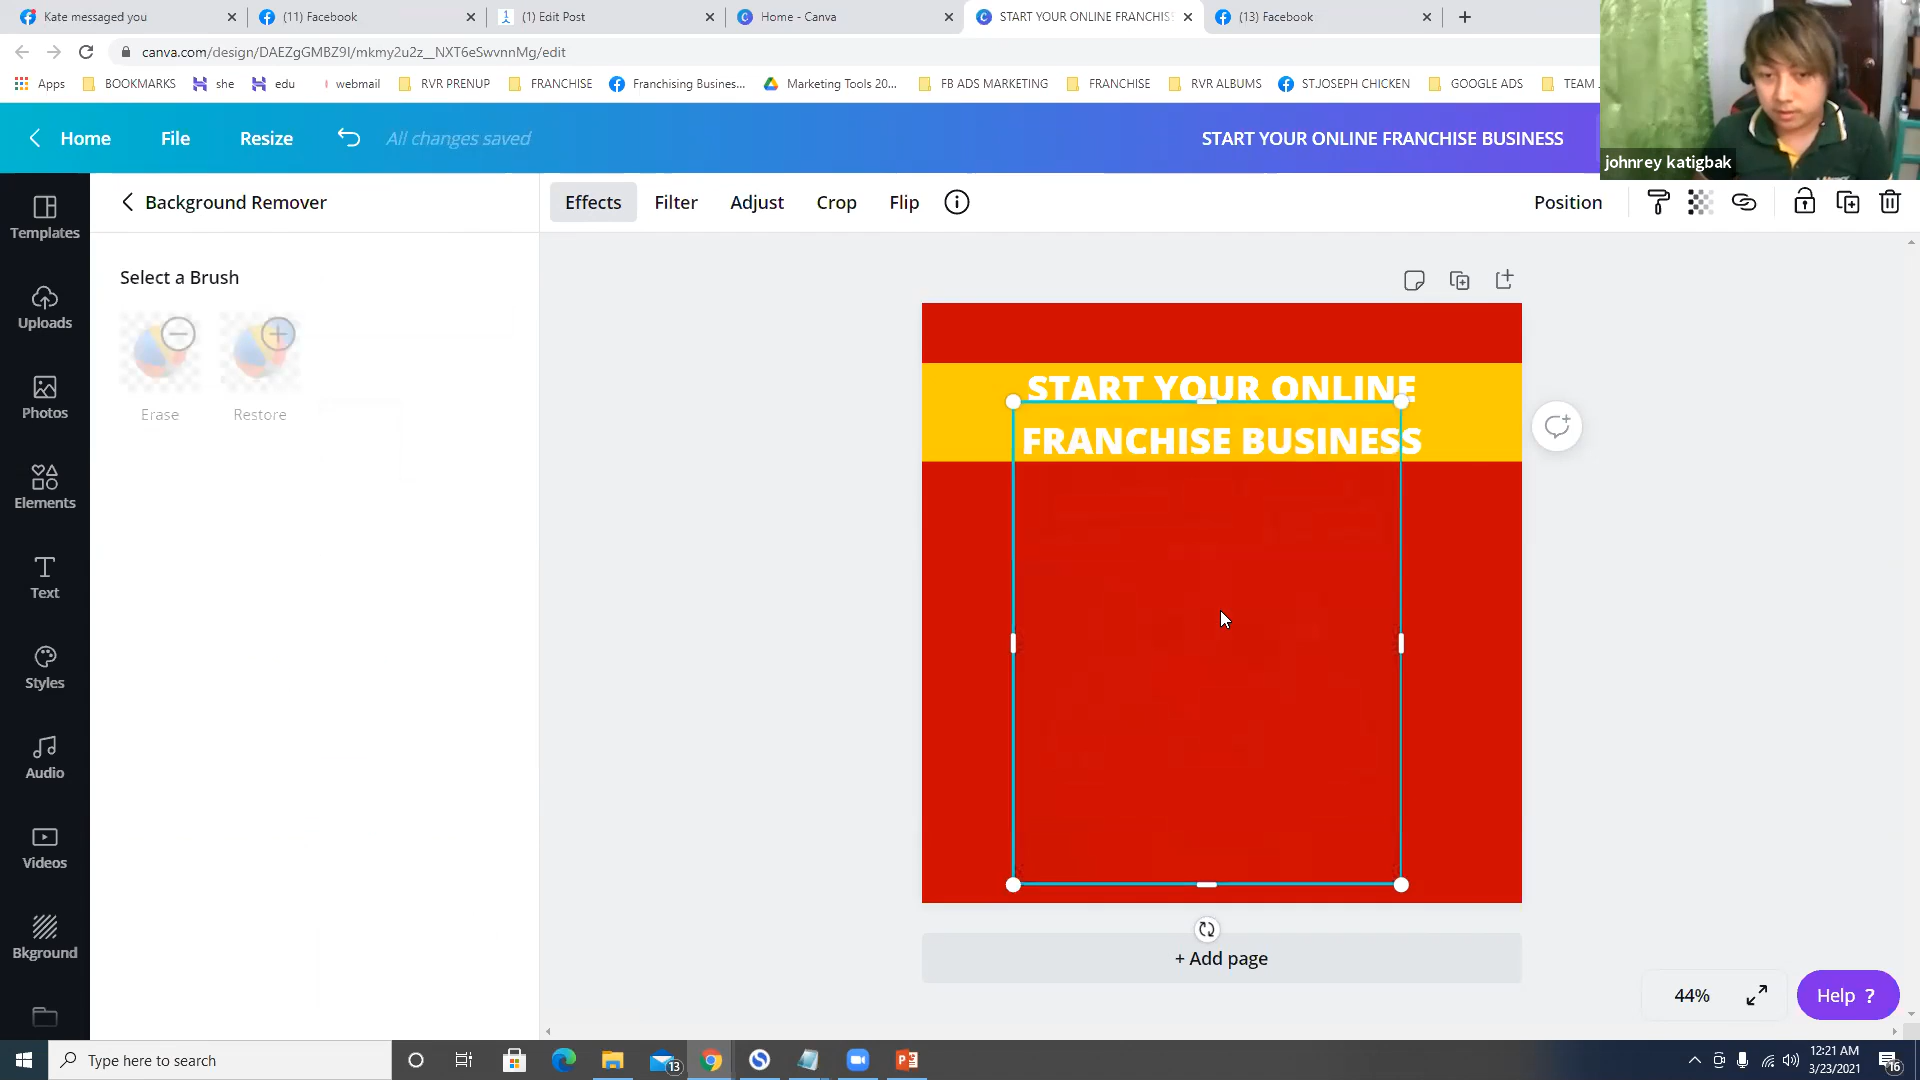 Kate messaged you
(11) Facebook
(1) Edit Post
Home - Canva
START YOUR ONLINE FRANCHISE
(13) Facebook
canva.com/design/DAEZgGMBZ9I/mkmy2u2z__NXT6eSwvnnMg/edit
Apps
BOOKMARKS
she
edu
webmail
RVR PRENUP
FRANCHISE
Franchising Busines...
Marketing Tools 20...
FB ADS MARKETING
FRANCHISE
RVR ALBUMS
ST.JOSEPH CHICKEN
GOOGLE ADS
TEAM
Home
File
Resize
All changes saved
START YOUR ONLINE FRANCHISE BUSINESS
johnrey katigbak
Templates
Uploads
Photos
Elements
Text
Styles
Audio
Videos
Bkground
Background Remover
Select a Brush
Erase
Restore
Effects
Filter
Adjust
Crop
Flip
Position
START YOUR ONLINE
FRANCHISE BUSINESS
+ Add page
44%
Help ?
Type here to search
13
12:21 AM
3/23/2021
16